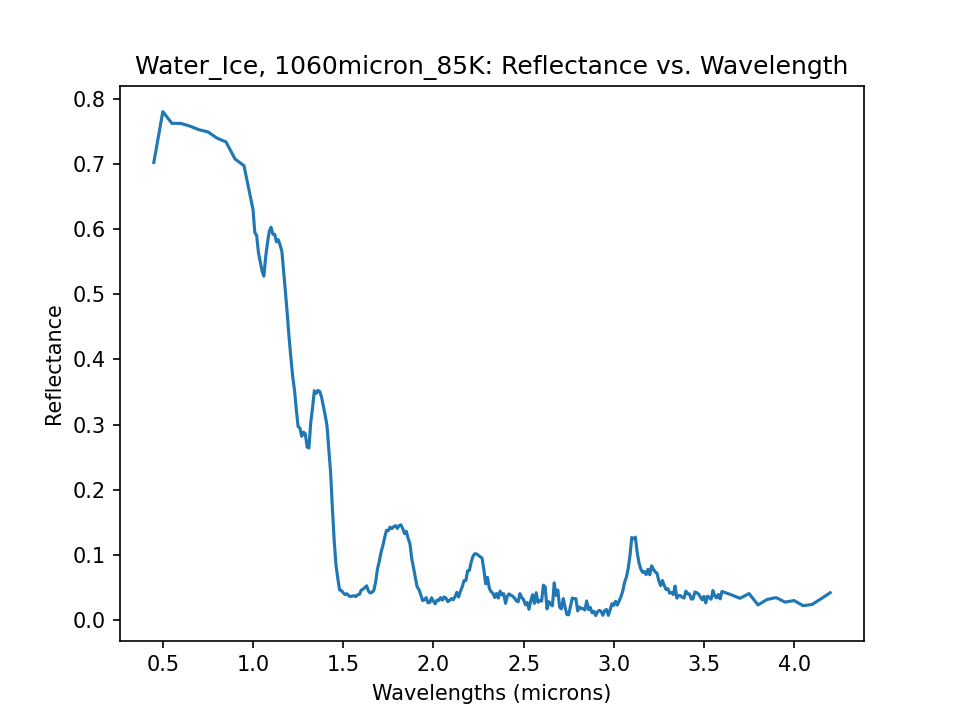 Water_Ice, 1060micron_85K: Reflectance vs. Wavelength
Reflectance
0.8
0.7
0.6
0.5
0.4
0.3
0.2
0.1
0.0
0.5 1.0 1.5 2.0 2.5 3.0 3.5 4.0
Wavelengths (microns)